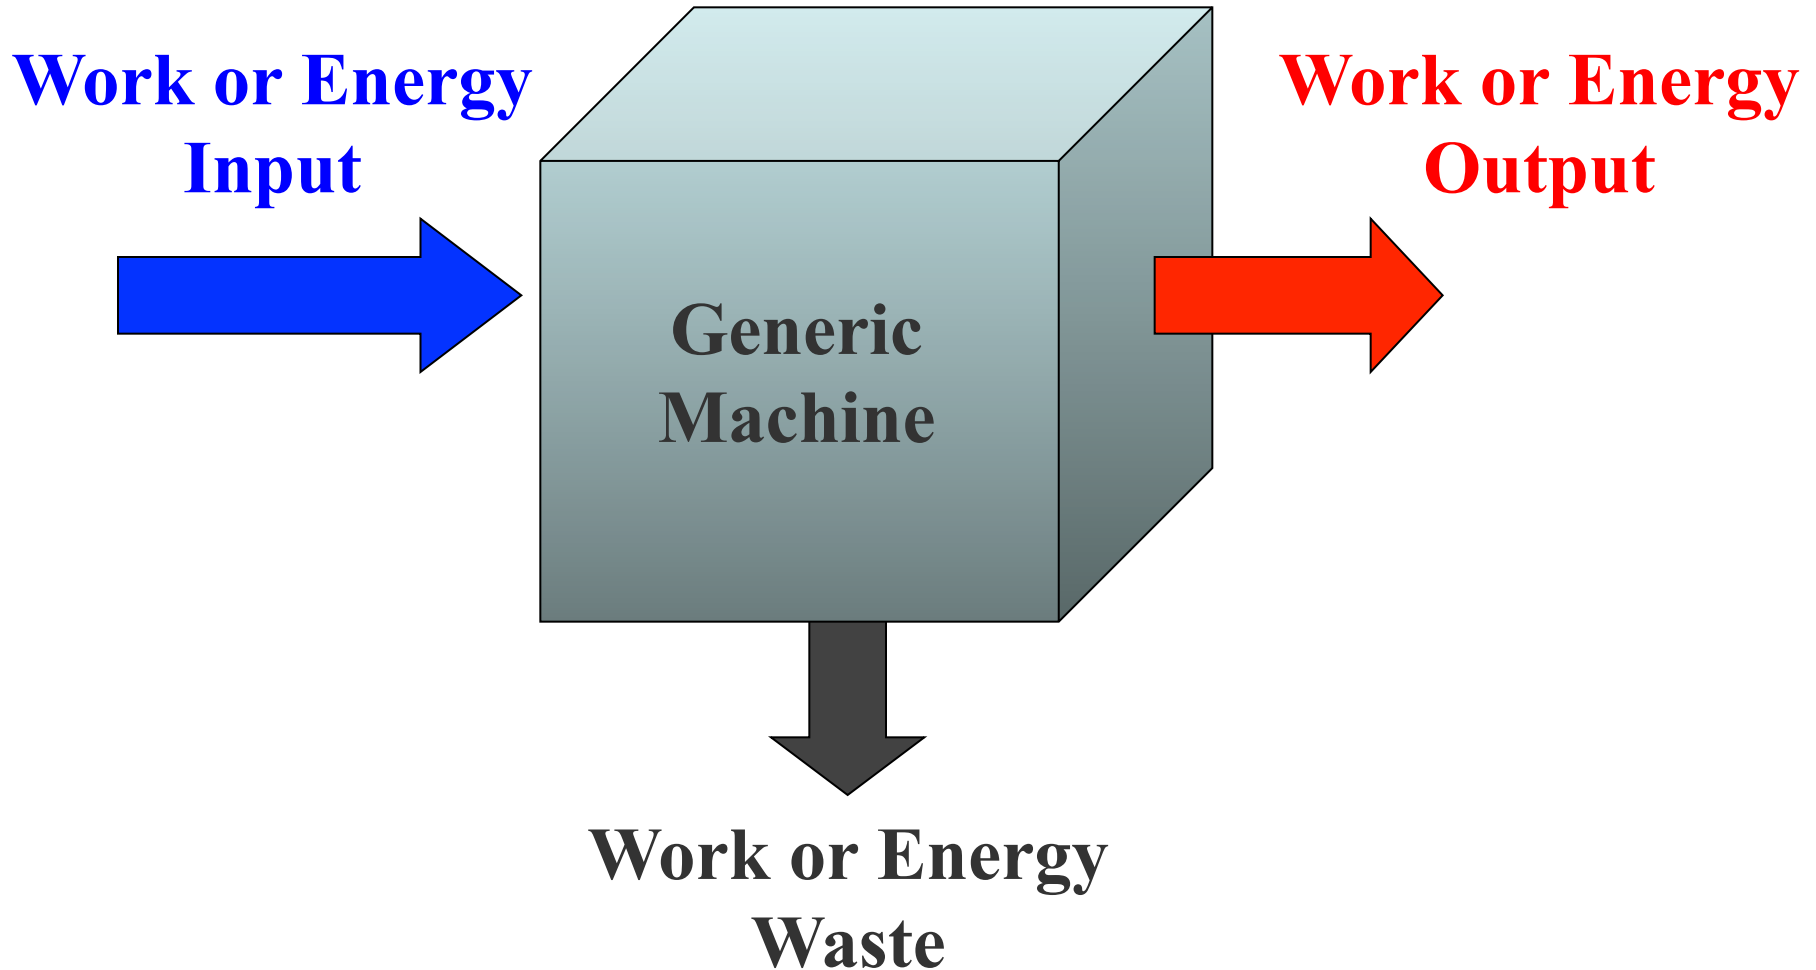 Work or Energy
Input
Work or Energy
Output
Generic
Machine
Work or Energy
Waste